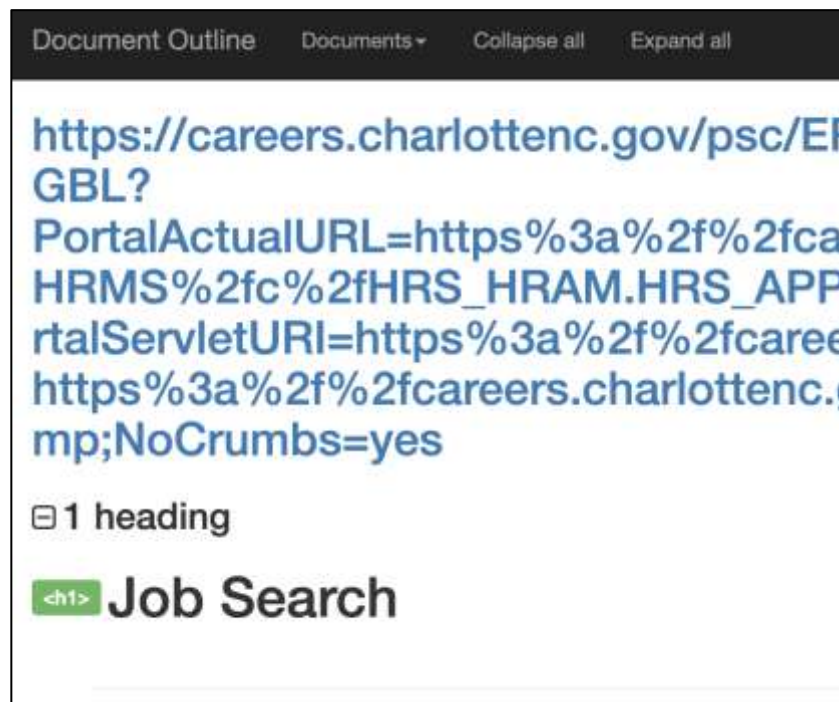 Document Outline Documents Collapse all Expand all
https://careers.charlottenc.gov/psc/E
GBL?
PortalActualURL=https%3a%2f%2fca
HRMS%2fc%2fHRS_HRAM.HRS_APP
rtalServletURI=https%3a%2f%2fcaree
https%3a%2f%2fcareers.charlottenc.
mp;NoCrumbs=yes
1 heading
<h1> Job Search